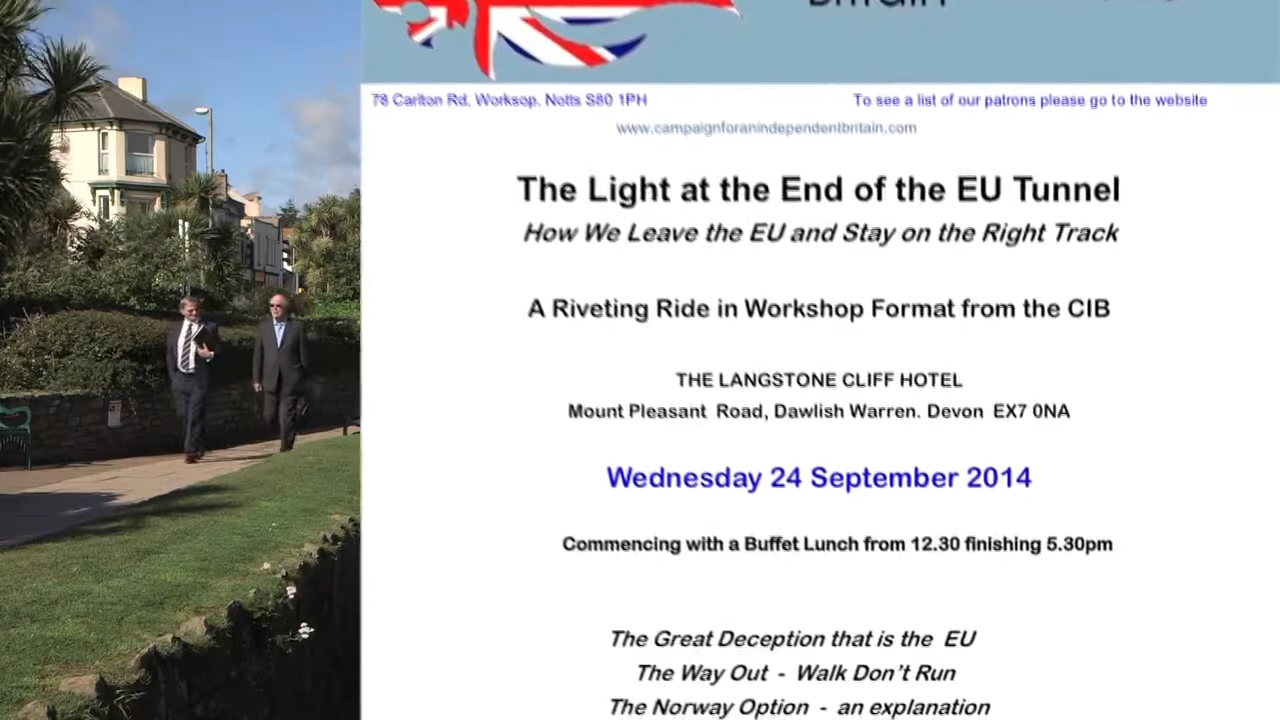 BRITAIN
78 Carlton Rd, Worksop. Notts S80 1PH
To see a list of our patrons please go to the website
www.campaignforanindependentbritain.com
The Light at the End of the EU Tunnel
How We Leave the EU and Stay on the Right Track
A Riveting Ride in Workshop Format from the CIB
THE LANGSTONE CLIFF HOTEL
Mount Pleasant Road, Dawlish Warren. Devon EX7 0NA
Wednesday 24 September 2014
Commencing with a Buffet Lunch from 12.30 finishing 5.30pm
The Great Deception that is the EU
The Way Out - Walk Don't Run
The Norway Option - an explanation